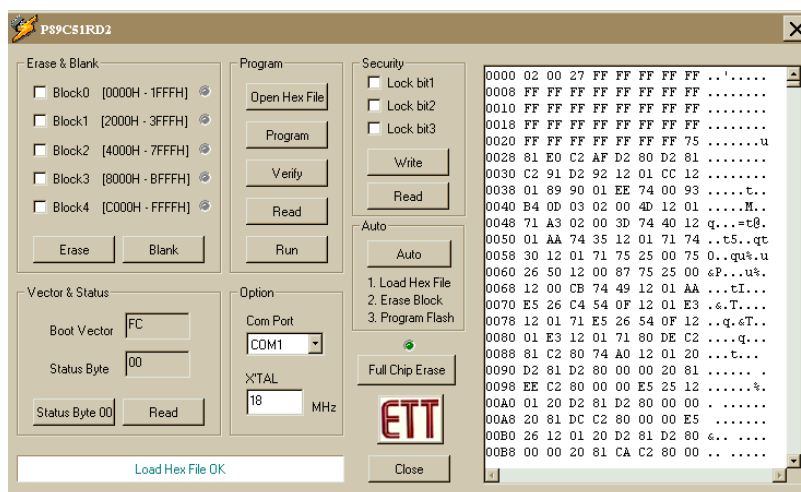 P89C51RD2
Erase & Blank
Block0 [0000H - 1FFFH]
Block1 [2000H - 3FFFH]
Block2 [4000H - 7FFFH]
Block3 [8000H - BFFFH]
Block4 [C000H - FFFFH]
Erase Blank
Vector & Status
Boot Vector FC
Status Byte 00
Status Byte 00 Read
Load Hex File OK
Program
Open Hex File
Program
Verify
Read
Run
Option
Com Port
COM1
X'TAL
18 MHz
Security
Lock bit1
Lock bit2
Lock bit3
Write
Read
Auto
Auto
1. Load Hex File
2. Erase Block
3. Program Flash
Full Chip Erase
ETT
Close
0000 02 00 27 FF FF FF FF FF ..'.....
0008 FF FF FF FF FF FF FF FF ........
0010 FF FF FF FF FF FF FF FF ........
0018 FF FF FF FF FF FF FF FF ........
0020 FF FF FF FF FF FF FF 75 .......u
0028 81 E0 C2 AF D2 80 D2 81 ........
0030 C2 91 D2 92 12 01 CC 12 ........
0038 01 89 90 01 EE 74 00 93 .....t..
0040 B4 0D 03 02 00 4D 12 01 .....M..
0048 71 A3 02 00 3D 74 40 12 q...=t@.
0050 01 AA 74 35 12 01 71 74 ..t5..qt
0058 30 12 01 71 75 25 00 75 0..qu%.u
0060 26 50 12 00 87 75 25 00 &P...u%.
0068 12 00 CB 74 49 12 01 AA ...tI...
0070 E5 26 C4 54 0F 12 01 E3 .&.T....
0078 12 01 71 E5 26 54 0F 12 ..q.&T..
0080 01 E3 12 01 71 80 DE C2 ....q...
0088 81 C2 80 74 A0 12 01 20 ...t...
0090 D2 81 D2 80 00 00 20 81 ...... .
0098 EE C2 80 00 00 E5 25 12 ......%.
00A0 01 20 D2 81 D2 80 00 00 . ......
00A8 20 81 DC C2 80 00 00 E5 .......
00B0 26 12 01 20 D2 81 D2 80 &.. ....
00B8 00 00 20 81 CA C2 80 00 .. .....